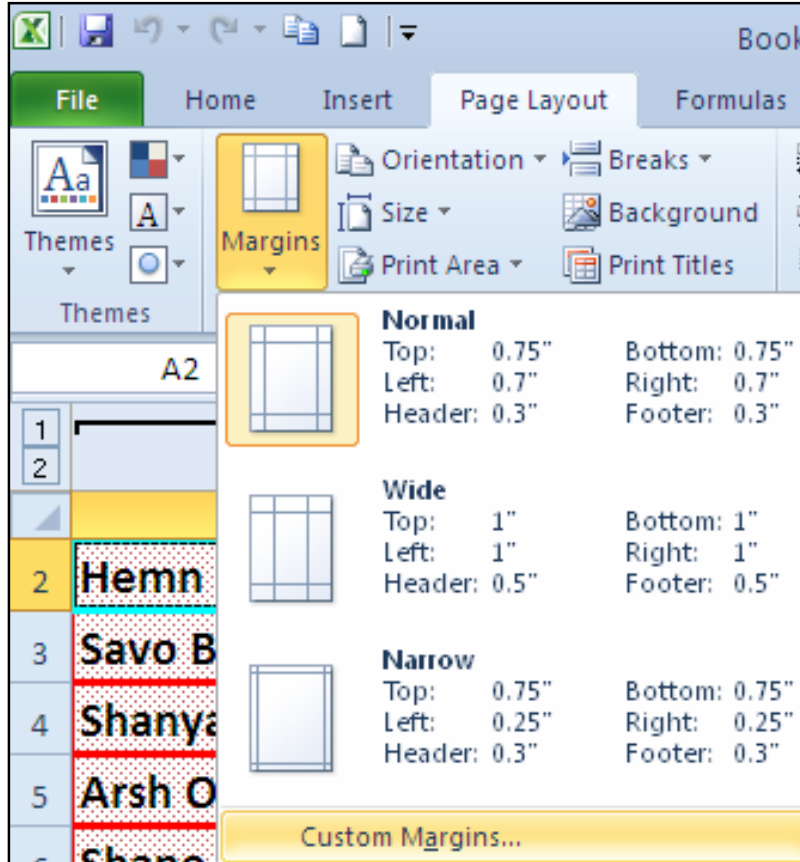 Book
File Home Insert Page Layout Formulas
Aa Orientation Breaks
A Size Background
Themes Margins Print Area Print Titles
Themes
Normal
Top: 0.75" Bottom: 0.75"
Left: 0.7" Right: 0.7"
Header: 0.3" Footer: 0.3"
A2
1
2
Wide
Top: 1" Bottom: 1"
Left: 1" Right: 1"
Header: 0.5" Footer: 0.5"
2 Hemn
3 Savo B
Narrow
Top: 0.75" Bottom: 0.75"
Left: 0.25" Right: 0.25"
Header: 0.3" Footer: 0.3"
4 Shanya
5 Arsh O
Custom Margins...